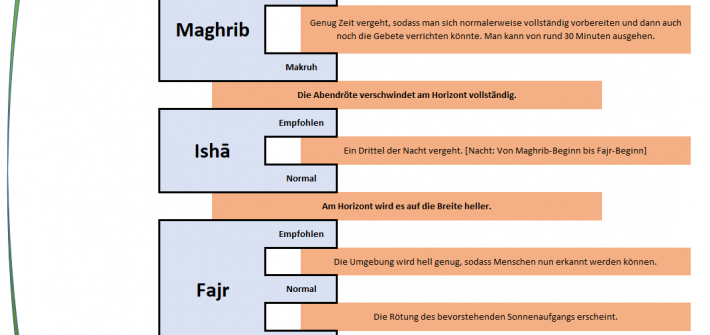 Maghrib
Genug Zeit vergeht, sodass man sich normalerweise vollständig vorbereiten und dann auch
noch die Gebete verrichten könnte. Man kann von rund 30 Minuten ausgehen.
Makruh
Die Abendröte verschwindet am Horizont vollständig.
Empfohlen
Ishā
Ein Drittel der Nacht vergeht. [Nacht: Von Maghrib-Beginn bis Fajr-Beginn]
Normal
Am Horizont wird es auf die Breite heller.
Empfohlen
Die Umgebung wird hell genug, sodass Menschen nun erkannt werden können.
Fajr
Normal
Die Rötung des bevorstehenden Sonnenaufgangs erscheint.